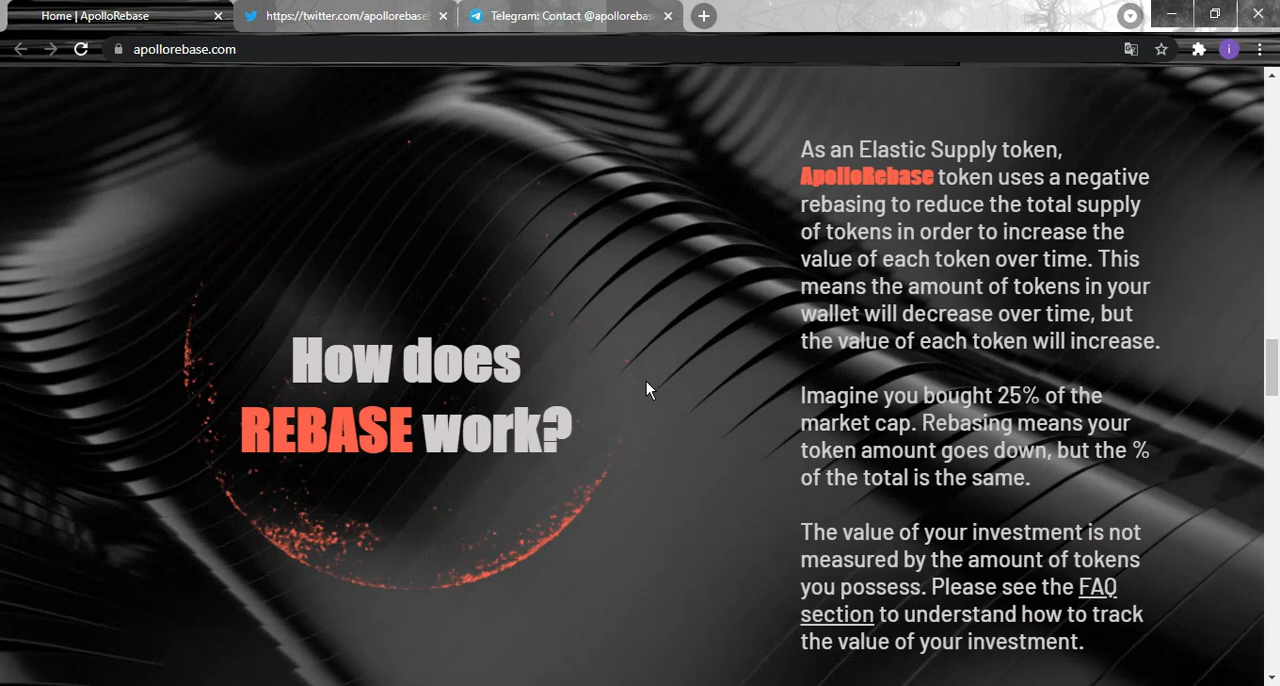 Home | ApolloRebase
https://twitter.com/apollorebase
Telegram: Contact @apollorebas
apollorebase.com
i
How does
REBASE work?
As an Elastic Supply token,
ApolloRebase token uses a negative
rebasing to reduce the total supply
of tokens in order to increase the
value of each token over time. This
means the amount of tokens in your
wallet will decrease over time, but
the value of each token will increase.
Imagine you bought 25% of the
market cap. Rebasing means your
token amount goes down, but the %
of the total is the same.
The value of your investment is not
measured by the amount of tokens
you possess. Please see the FAQ
section to understand how to track
the value of your investment.